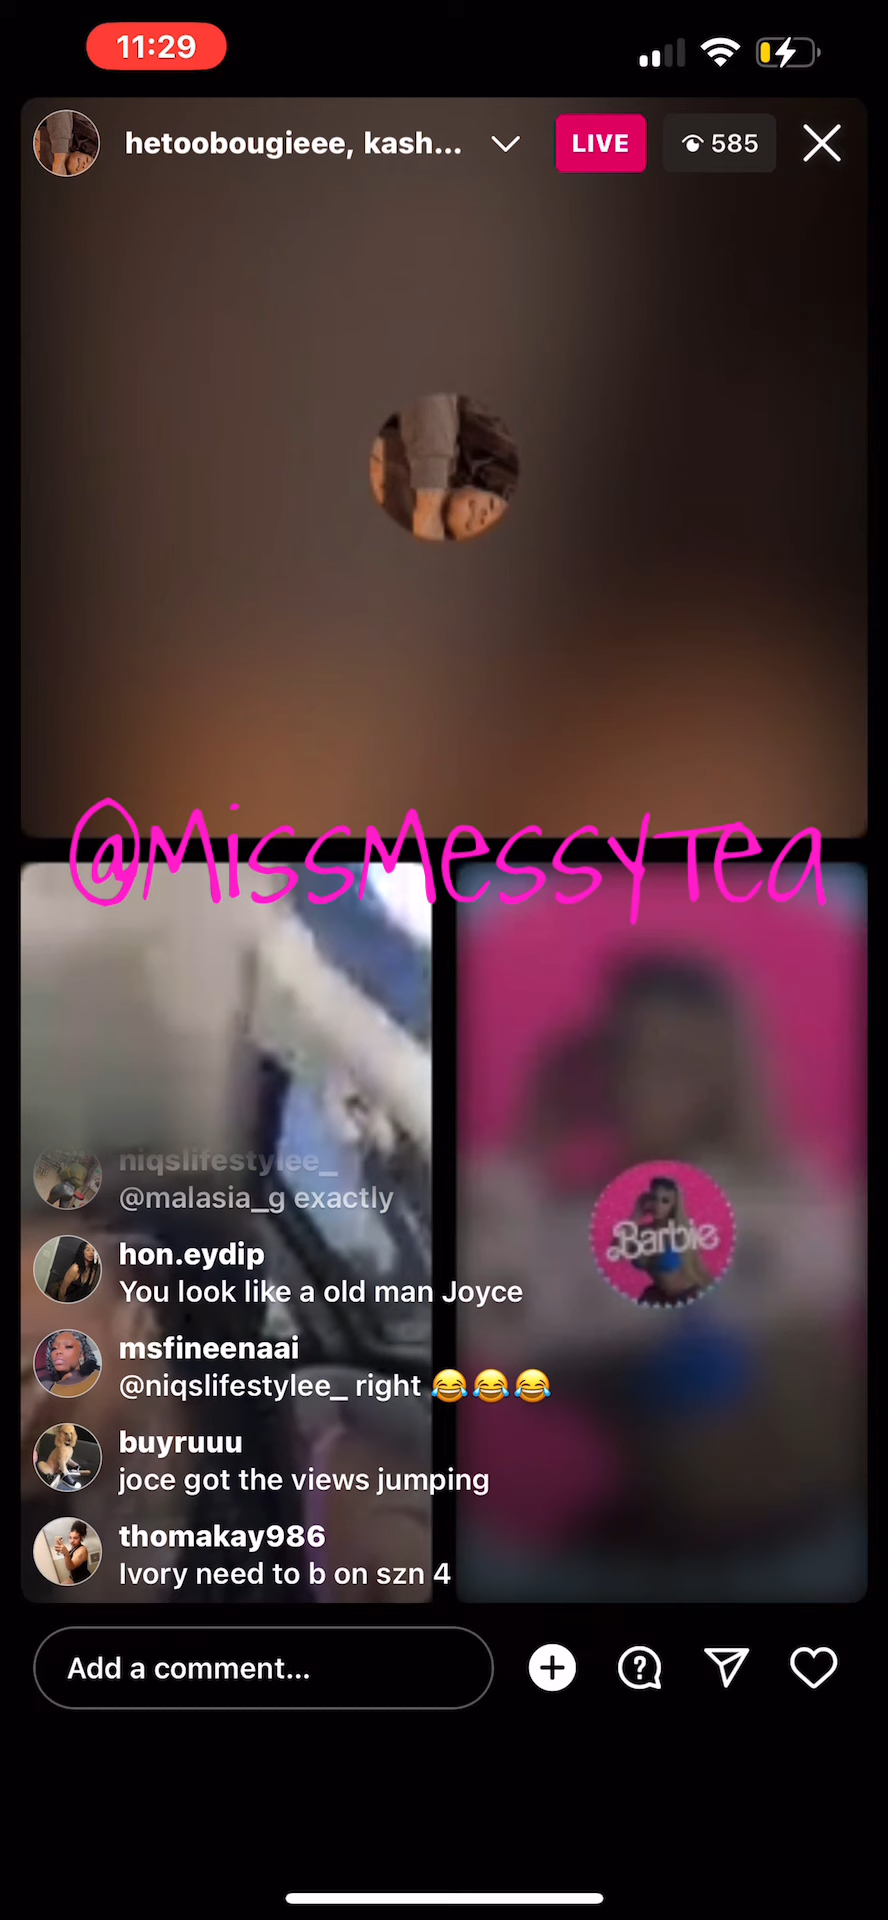 11:29
hetoobougieee, kash...
LIVE
585
@MissMessyTea
niqslifestylee_
@malasia_g exactly
hon.eydip
You look like a old man Joyce
Barbie
msfineenaai
@niqslifestylee_ right 😂😂😂
buyruuu
joce got the views jumping
thomakay986
Ivory need to b on szn 4
Add a comment...